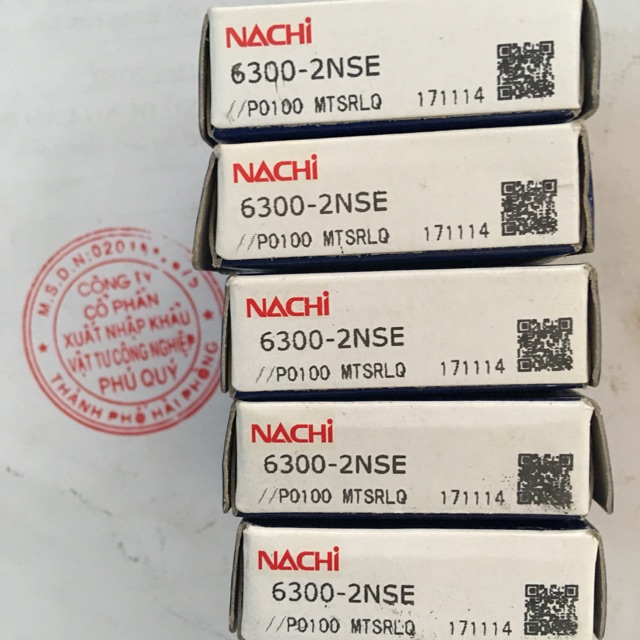 NACHi
6300-2NSE
//P0100 MTSRLQ 171114
NACHi
6300-2NSE
//P0100 MTSRLQ 171114
NACHi
6300-2NSE
//P0100 MTSRLQ 171114
NACHi
6300-2NSE
//P0100 MTSRLQ 171114
NACHi
6300-2NSE
//P0100 MTSRLQ 171114
M.S.D.N:0201
CÔNG TY
CỔ PHẦN
XUẤT NHẬP KHẨU
VẬT TƯ CÔNG NGHIỆP
PHÚ QUÝ
THÀNH PHỐ HẢI PHÒNG